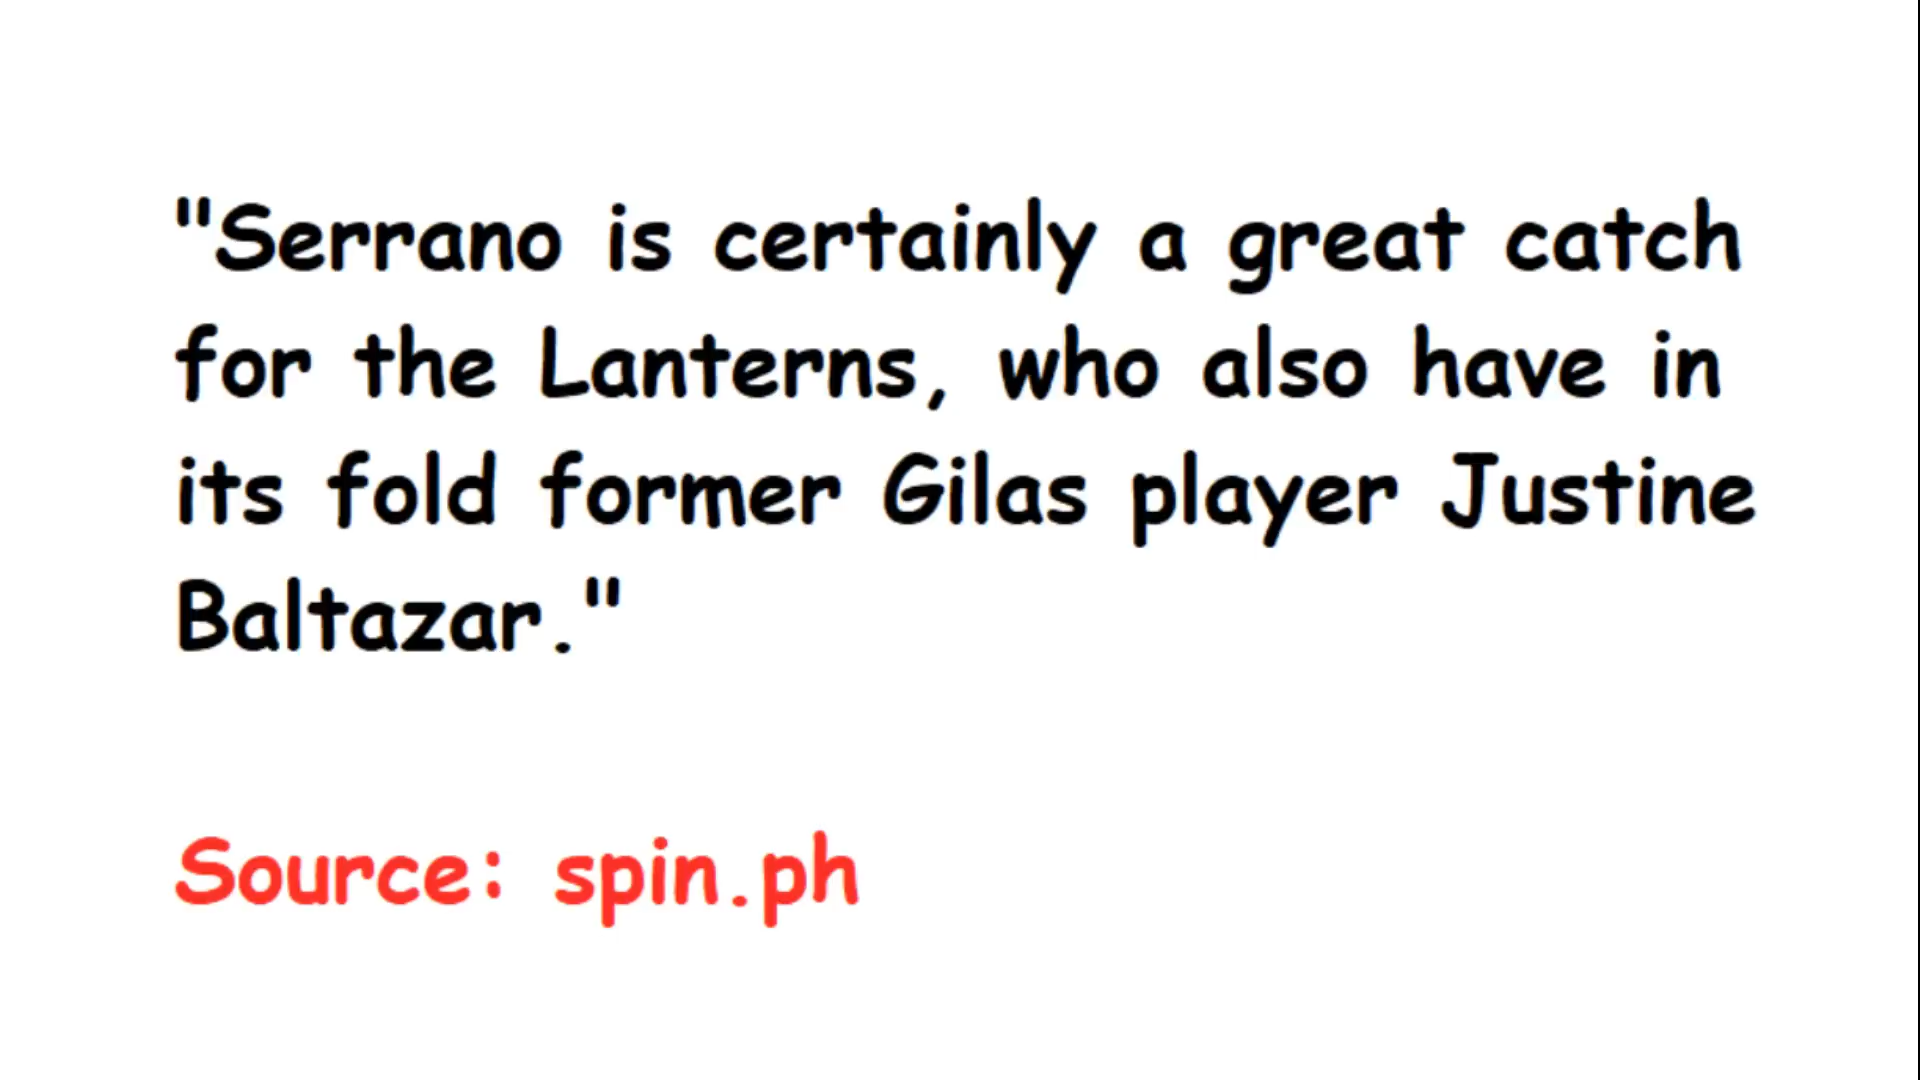 "Serrano is certainly a great catch
for the Lanterns, who also have in
its fold former Gilas player Justine
Baltazar."
Source: spin.ph